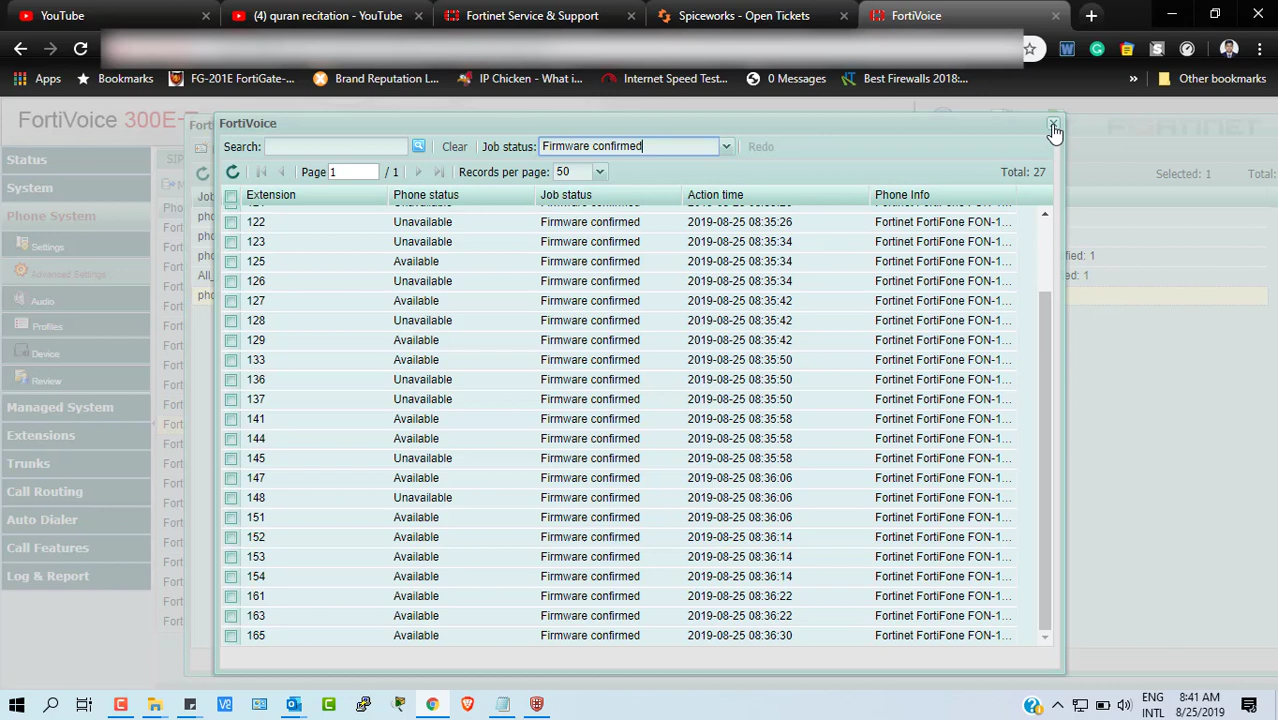 YouTube
(4) quran recitation - YouTube
Fortinet Service & Support
Spiceworks - Open Tickets
FortiVoice
Apps
Bookmarks
FG-201E FortiGate-...
Brand Reputation L...
IP Chicken - What i...
Internet Speed Test...
0 Messages
Best Firewalls 2018:...
»
Other bookmarks
FortiVoice 300E-
FortiVoice
Status
System
Phone System
Settings
Advanced Settings
Audio
Profiles
Device
Review
Managed System
Extensions
Trunks
Call Routing
Auto Dialer
Call Features
Log & Report
Search:
Clear
Job status:
Firmware confirmed
Redo
Page 1 / 1
Records per page: 50
Total: 27
Selected: 1
Total:
Extension Phone status Job status Action time Phone Info
122 Unavailable Firmware confirmed 2019-08-25 08:35:26 Fortinet FortiFone FON-1...
123 Unavailable Firmware confirmed 2019-08-25 08:35:34 Fortinet FortiFone FON-1...
125 Available Firmware confirmed 2019-08-25 08:35:34 Fortinet FortiFone FON-1...
126 Unavailable Firmware confirmed 2019-08-25 08:35:34 Fortinet FortiFone FON-1...
127 Available Firmware confirmed 2019-08-25 08:35:42 Fortinet FortiFone FON-1...
128 Unavailable Firmware confirmed 2019-08-25 08:35:42 Fortinet FortiFone FON-1...
129 Available Firmware confirmed 2019-08-25 08:35:42 Fortinet FortiFone FON-1...
133 Available Firmware confirmed 2019-08-25 08:35:50 Fortinet FortiFone FON-1...
136 Unavailable Firmware confirmed 2019-08-25 08:35:50 Fortinet FortiFone FON-1...
137 Unavailable Firmware confirmed 2019-08-25 08:35:50 Fortinet FortiFone FON-1...
141 Available Firmware confirmed 2019-08-25 08:35:58 Fortinet FortiFone FON-1...
144 Available Firmware confirmed 2019-08-25 08:35:58 Fortinet FortiFone FON-1...
145 Unavailable Firmware confirmed 2019-08-25 08:35:58 Fortinet FortiFone FON-1...
147 Available Firmware confirmed 2019-08-25 08:36:06 Fortinet FortiFone FON-1...
148 Unavailable Firmware confirmed 2019-08-25 08:36:06 Fortinet FortiFone FON-1...
151 Available Firmware confirmed 2019-08-25 08:36:06 Fortinet FortiFone FON-1...
152 Available Firmware confirmed 2019-08-25 08:36:14 Fortinet FortiFone FON-1...
153 Available Firmware confirmed 2019-08-25 08:36:14 Fortinet FortiFone FON-1...
154 Available Firmware confirmed 2019-08-25 08:36:14 Fortinet FortiFone FON-1...
161 Available Firmware confirmed 2019-08-25 08:36:22 Fortinet FortiFone FON-1...
163 Available Firmware confirmed 2019-08-25 08:36:22 Fortinet FortiFone FON-1...
165 Available Firmware confirmed 2019-08-25 08:36:30 Fortinet FortiFone FON-1...
ENG
INTL
8:41 AM
8/25/2019